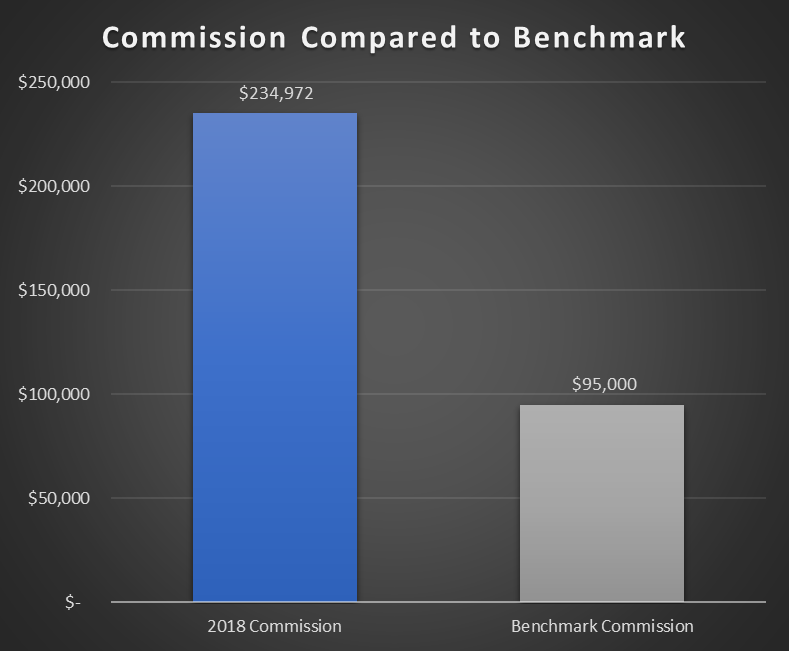 Commission Compared to Benchmark
$250,000
$234,972
$200,000
$150,000
$100,000
$95,000
$50,000
$-
2018 Commission
Benchmark Commission